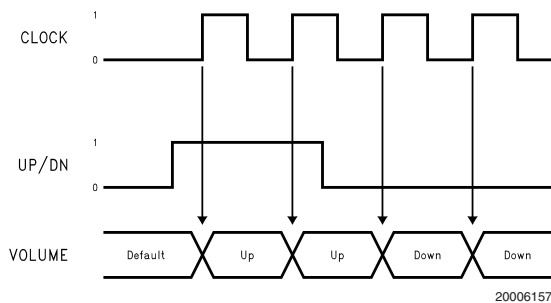 CLOCK
1
0
UP/DN
1
0
VOLUME
Default Up Up Down Down
20006157